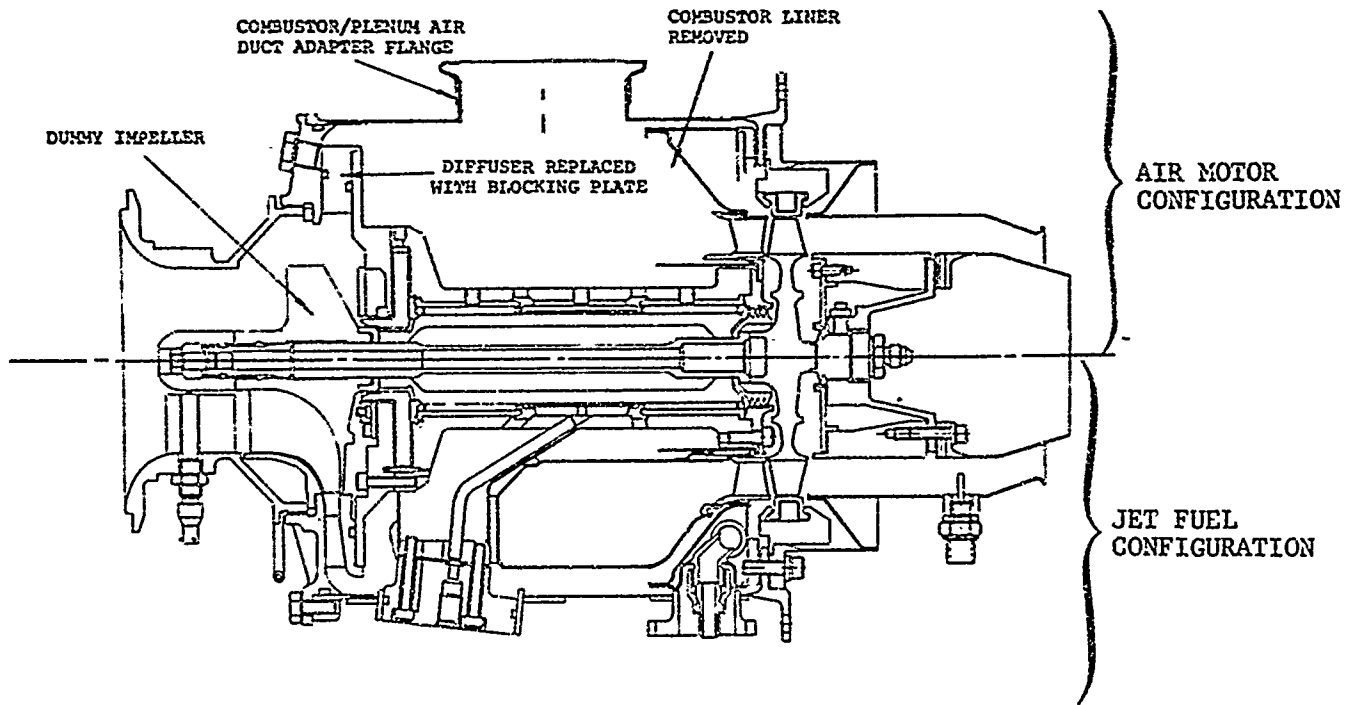 COMBUSTOR/PLENUM AIR
DUCT ADAPTER FLANGE
COMBUSTOR LINER
REMOVED
DUMMY IMPELLER
DIFFUSER REPLACED
WITH BLOCKING PLATE
AIR MOTOR
CONFIGURATION
JET FUEL
CONFIGURATION